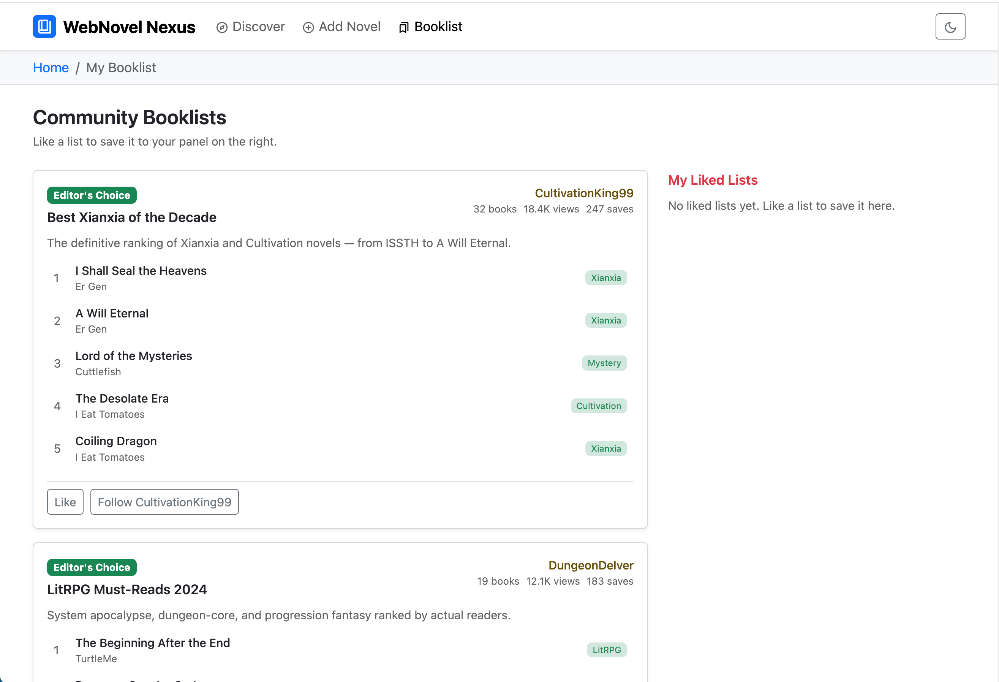 WebNovel Nexus Discover Add Novel Booklist
Home / My Booklist
Community Booklists
Like a list to save it to your panel on the right.
Editor's Choice
Best Xianxia of the Decade
CultivationKing99
32 books 18.4K views 247 saves
The definitive ranking of Xianxia and Cultivation novels — from ISSTH to A Will Eternal.
1 I Shall Seal the Heavens Xianxia
Er Gen
2 A Will Eternal Xianxia
Er Gen
3 Lord of the Mysteries Mystery
Cuttlefish
4 The Desolate Era Cultivation
I Eat Tomatoes
5 Coiling Dragon Xianxia
I Eat Tomatoes
Like Follow CultivationKing99
My Liked Lists
No liked lists yet. Like a list to save it here.
Editor's Choice
LitRPG Must-Reads 2024
DungeonDelver
19 books 12.1K views 183 saves
System apocalypse, dungeon-core, and progression fantasy ranked by actual readers.
1 The Beginning After the End LitRPG
TurtleMe